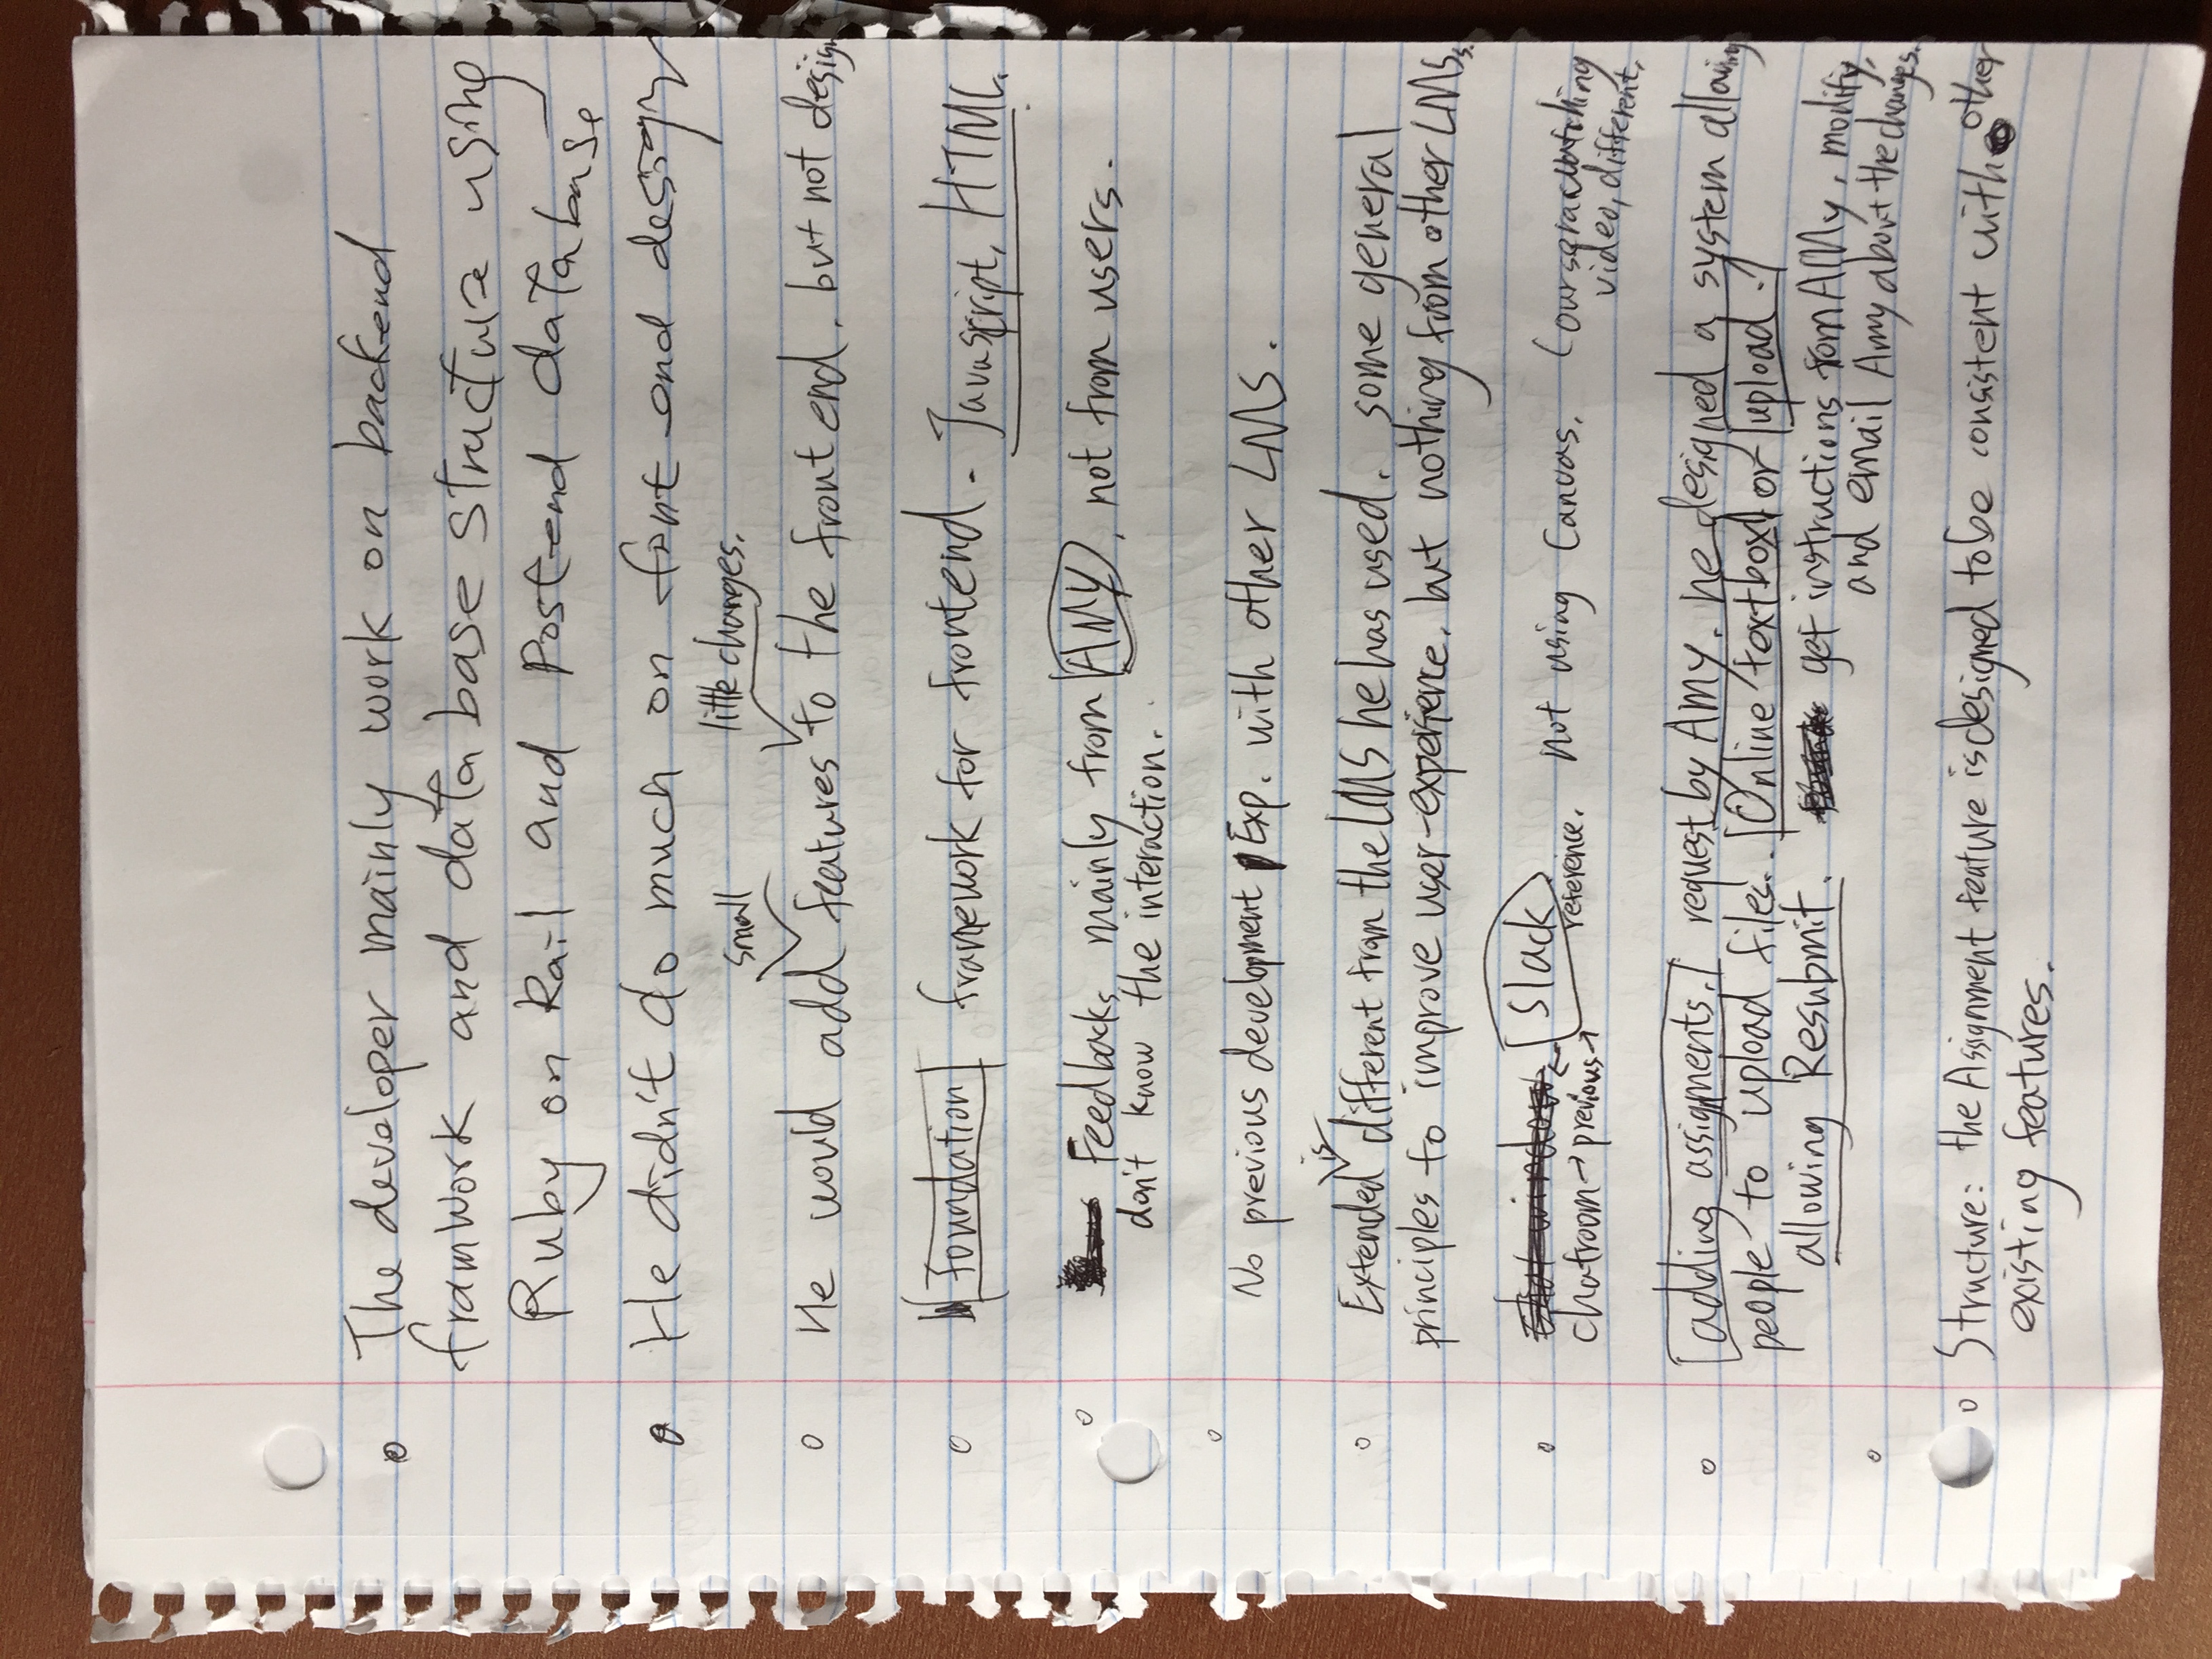 The developer mainly work on backend
framwork and data base structure using
Ruby on Rail and Post-end database
He didn't do much on font end design
small little changes.
He would add features to the front end. but not design
Foundation framework for frontend - Javascript, HTML.
Feedbacks, mainly from AMY, not from users.
don't know the interaction.
No previous development Exp. with other LMS.
is
Extended different from the LMS he has used. some general
principles to improve user-experience. but nothing from other LMSs.
chat window ← Slack
chatroom → previous → reference. not using Canvas. Coursera watching
video, different.
adding assigments. request by Amy. he designed a system allowing
people to upload files.. Online textbox or upload.
allowing Resubmit. get instructions from AMy, modify,
and email Amy about the changes.
Structure: the Assignment feature is designed to be consistent with other
existing features.